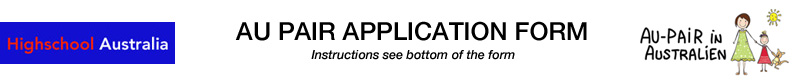 Highschool Australia
AU PAIR APPLICATION FORM
Instructions see bottom of the form
AU-PAIR in
AUSTRALIEN